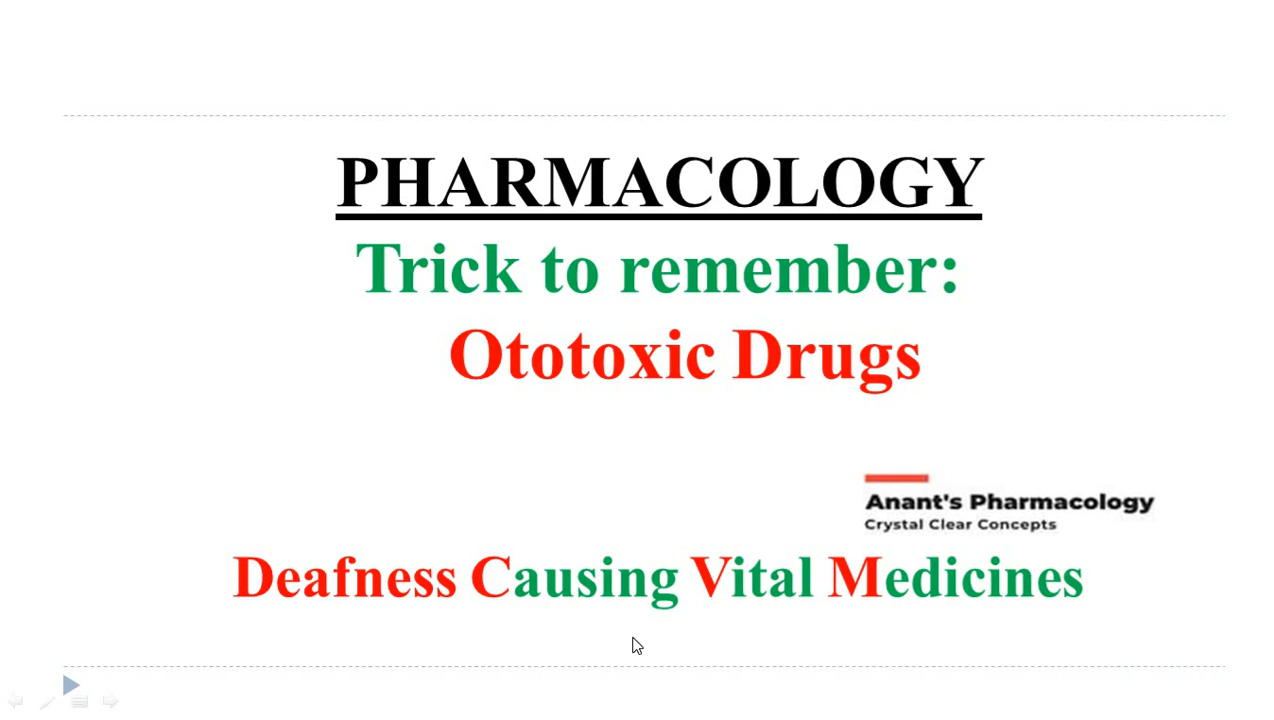 PHARMACOLOGY
Trick to remember:
Ototoxic Drugs
Anant's Pharmacology
Crystal Clear Concepts
Deafness Causing Vital Medicines